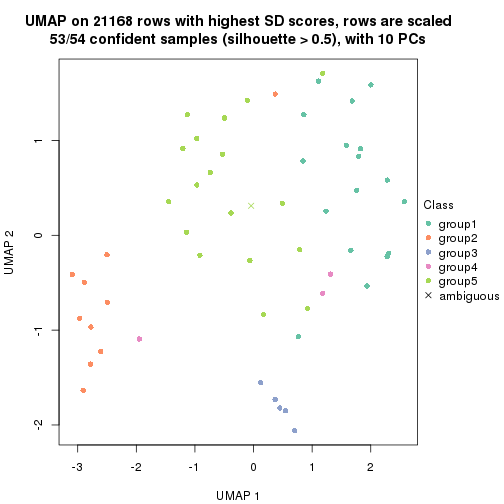 UMAP on 21168 rows with highest SD scores, rows are scaled
53/54 confident samples (silhouette > 0.5), with 10 PCs
UMAP 2
1
0
-1
-2
-3
-2
-1
0
1
2
UMAP 1
Class
group1
group2
group3
group4
group5
ambiguous